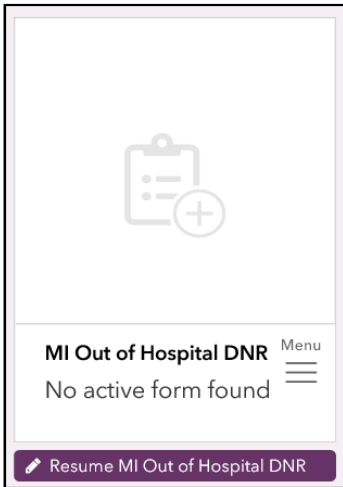 MI Out of Hospital DNR
Menu
No active form found
Resume MI Out of Hospital DNR